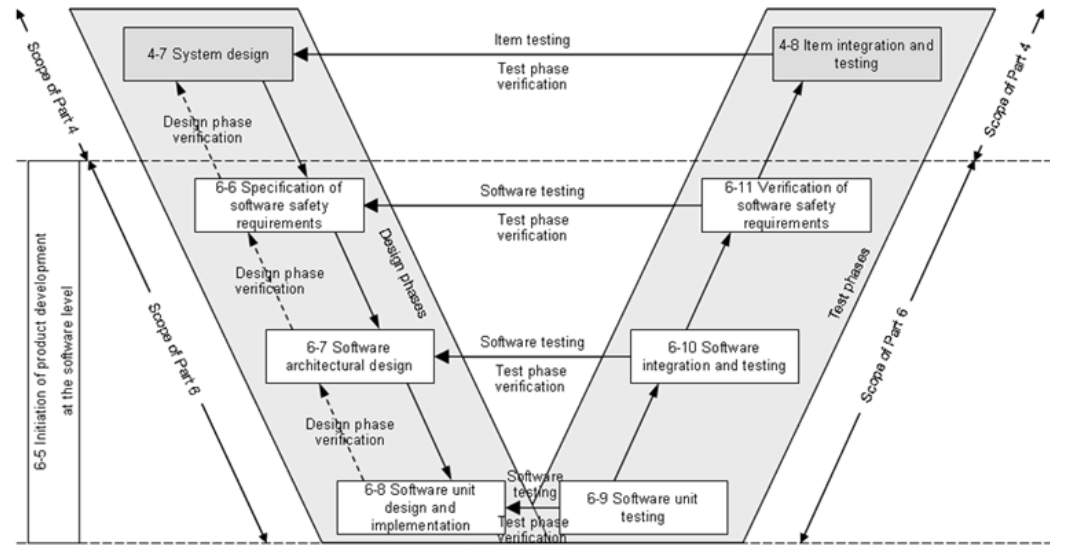 Scope of Part 4
4-7 System design
Item testing
Test phase
verification
4-8 Item integration and
testing
Scope of Part 4
Design phase
verification
6-6 Specification of
software safety
requirements
Software testing
Test phase
verification
6-11 Verification of
software safety
requirements
Design phase
verification
Design phases
Test phases
6-5 Initiation of product development
at the software level
Scope of Part 6
6-7 Software
architectural design
Software testing
Test phase
verification
6-10 Software
integration and testing
Scope of Part 6
Design phase
verification
6-8 Software unit
design and
implementation
Software
testing
Test phase
verification
6-9 Software unit
testing